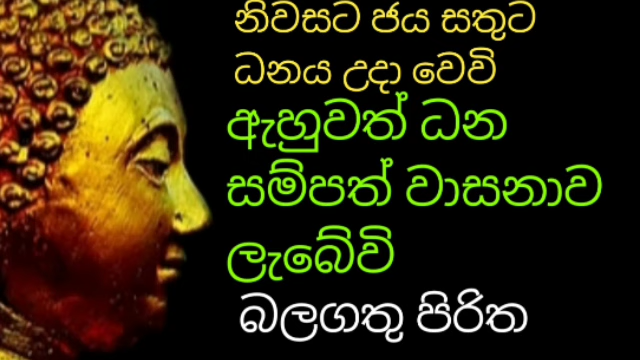 නිවසට ජය සතුට
ධනය උදා වෙවි
ඇහුවත් ධන
සම්පත් වාසනාව
ලැබේවි
බලගතු පිරිත